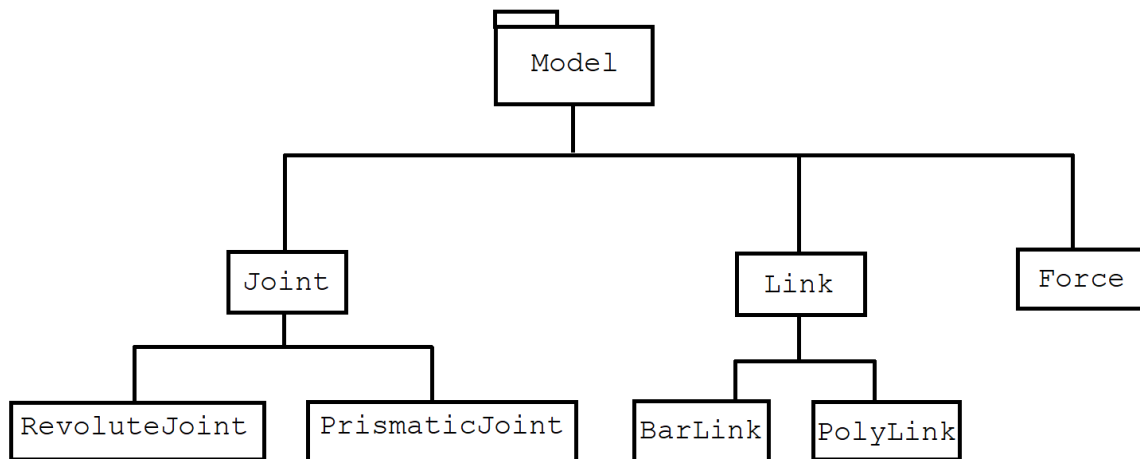 Model
Joint
Link
Force
RevoluteJoint
PrismaticJoint
BarLink
PolyLink